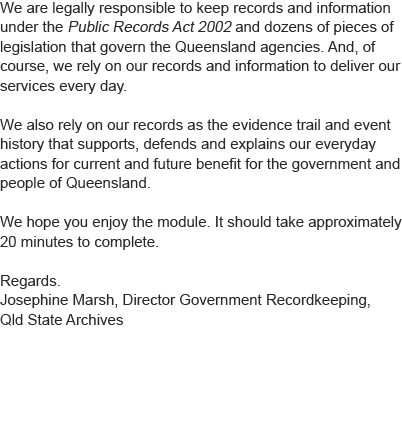 We are legally responsible to keep records and information
under the Public Records Act 2002 and dozens of pieces of
legislation that govern the Queensland agencies. And, of
course, we rely on our records and information to deliver our
services every day.
We also rely on our records as the evidence trail and event
history that supports, defends and explains our everyday
actions for current and future benefit for the government and
people of Queensland.
We hope you enjoy the module. It should take approximately
20 minutes to complete.
Regards.
Josephine Marsh, Director Government Recordkeeping,
Qld State Archives